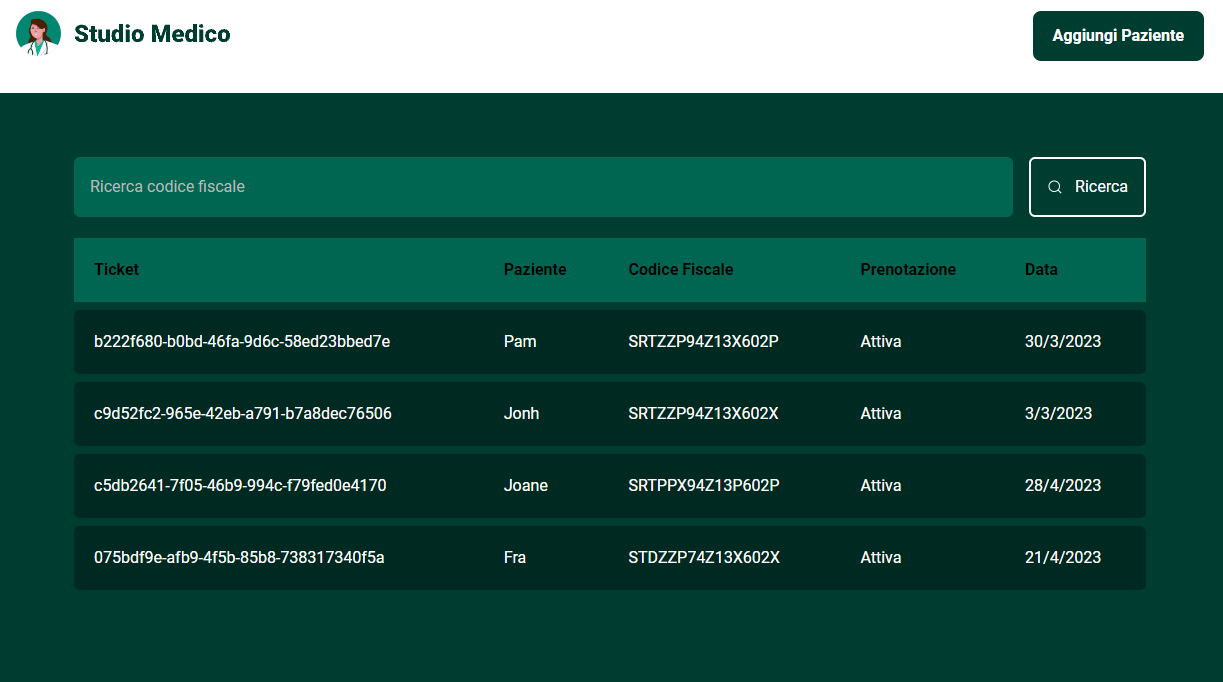 Studio Medico
Aggiungi Paziente
Ricerca codice fiscale
Ricerca
Ticket Paziente Codice Fiscale Prenotazione Data
b222f680-b0bd-46fa-9d6c-58ed23bbed7e Pam SRTZZP94Z13X602P Attiva 30/3/2023
c9d52fc2-965e-42eb-a791-b7a8dec76506 Jonh SRTZZP94Z13X602X Attiva 3/3/2023
c5db2641-7f05-46b9-994c-f79fed0e4170 Joane SRTPPX94Z13P602P Attiva 28/4/2023
075bdf9e-afb9-4f5b-85b8-738317340f5a Fra STDZZP74Z13X602X Attiva 21/4/2023